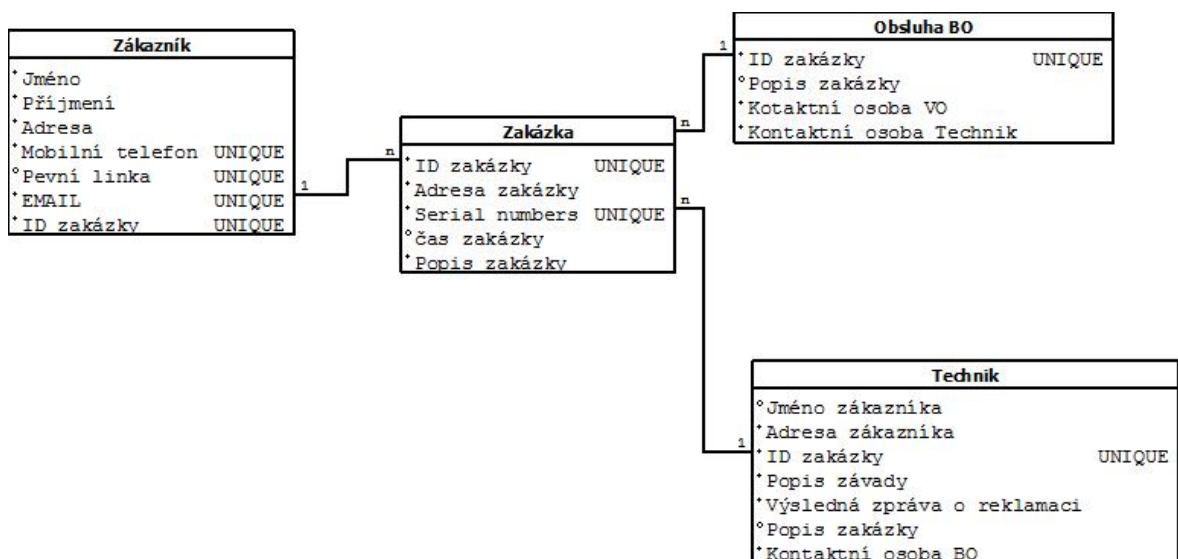 Zákazník
*Jméno
*Příjmení
*Adresa
*Mobilní telefon UNIQUE
°Pevní linka UNIQUE
*EMAIL UNIQUE
*ID zakázky UNIQUE
1
n
Zakázka
*ID zakázky UNIQUE
*Adresa zakázky
*Serial numbers UNIQUE
°čas zakázky
*Popis zakázky
n
1
Obsluha BO
*ID zakázky UNIQUE
°Popis zakázky
*Kotaktní osoba VO
*Kontaktní osoba Technik
n
1
Technik
°Jméno zákazníka
*Adresa zákazníka
*ID zakázky UNIQUE
*Popis závady
*Výsledná zpráva o reklamaci
°Popis zakázky
*Kontaktní osoba BO